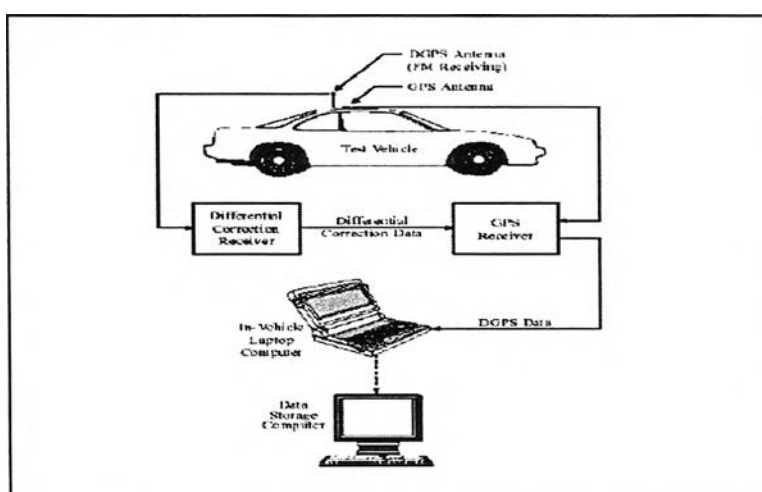 DGPS Antenna
(FM Receiving)
GPS Antenna
Test Vehicle
Differential
Correction
Receiver
Differential
Correction Data
GPS
Receiver
In-Vehicle
Laptop
Computer
DGPS Data
Data
Storage
Computer